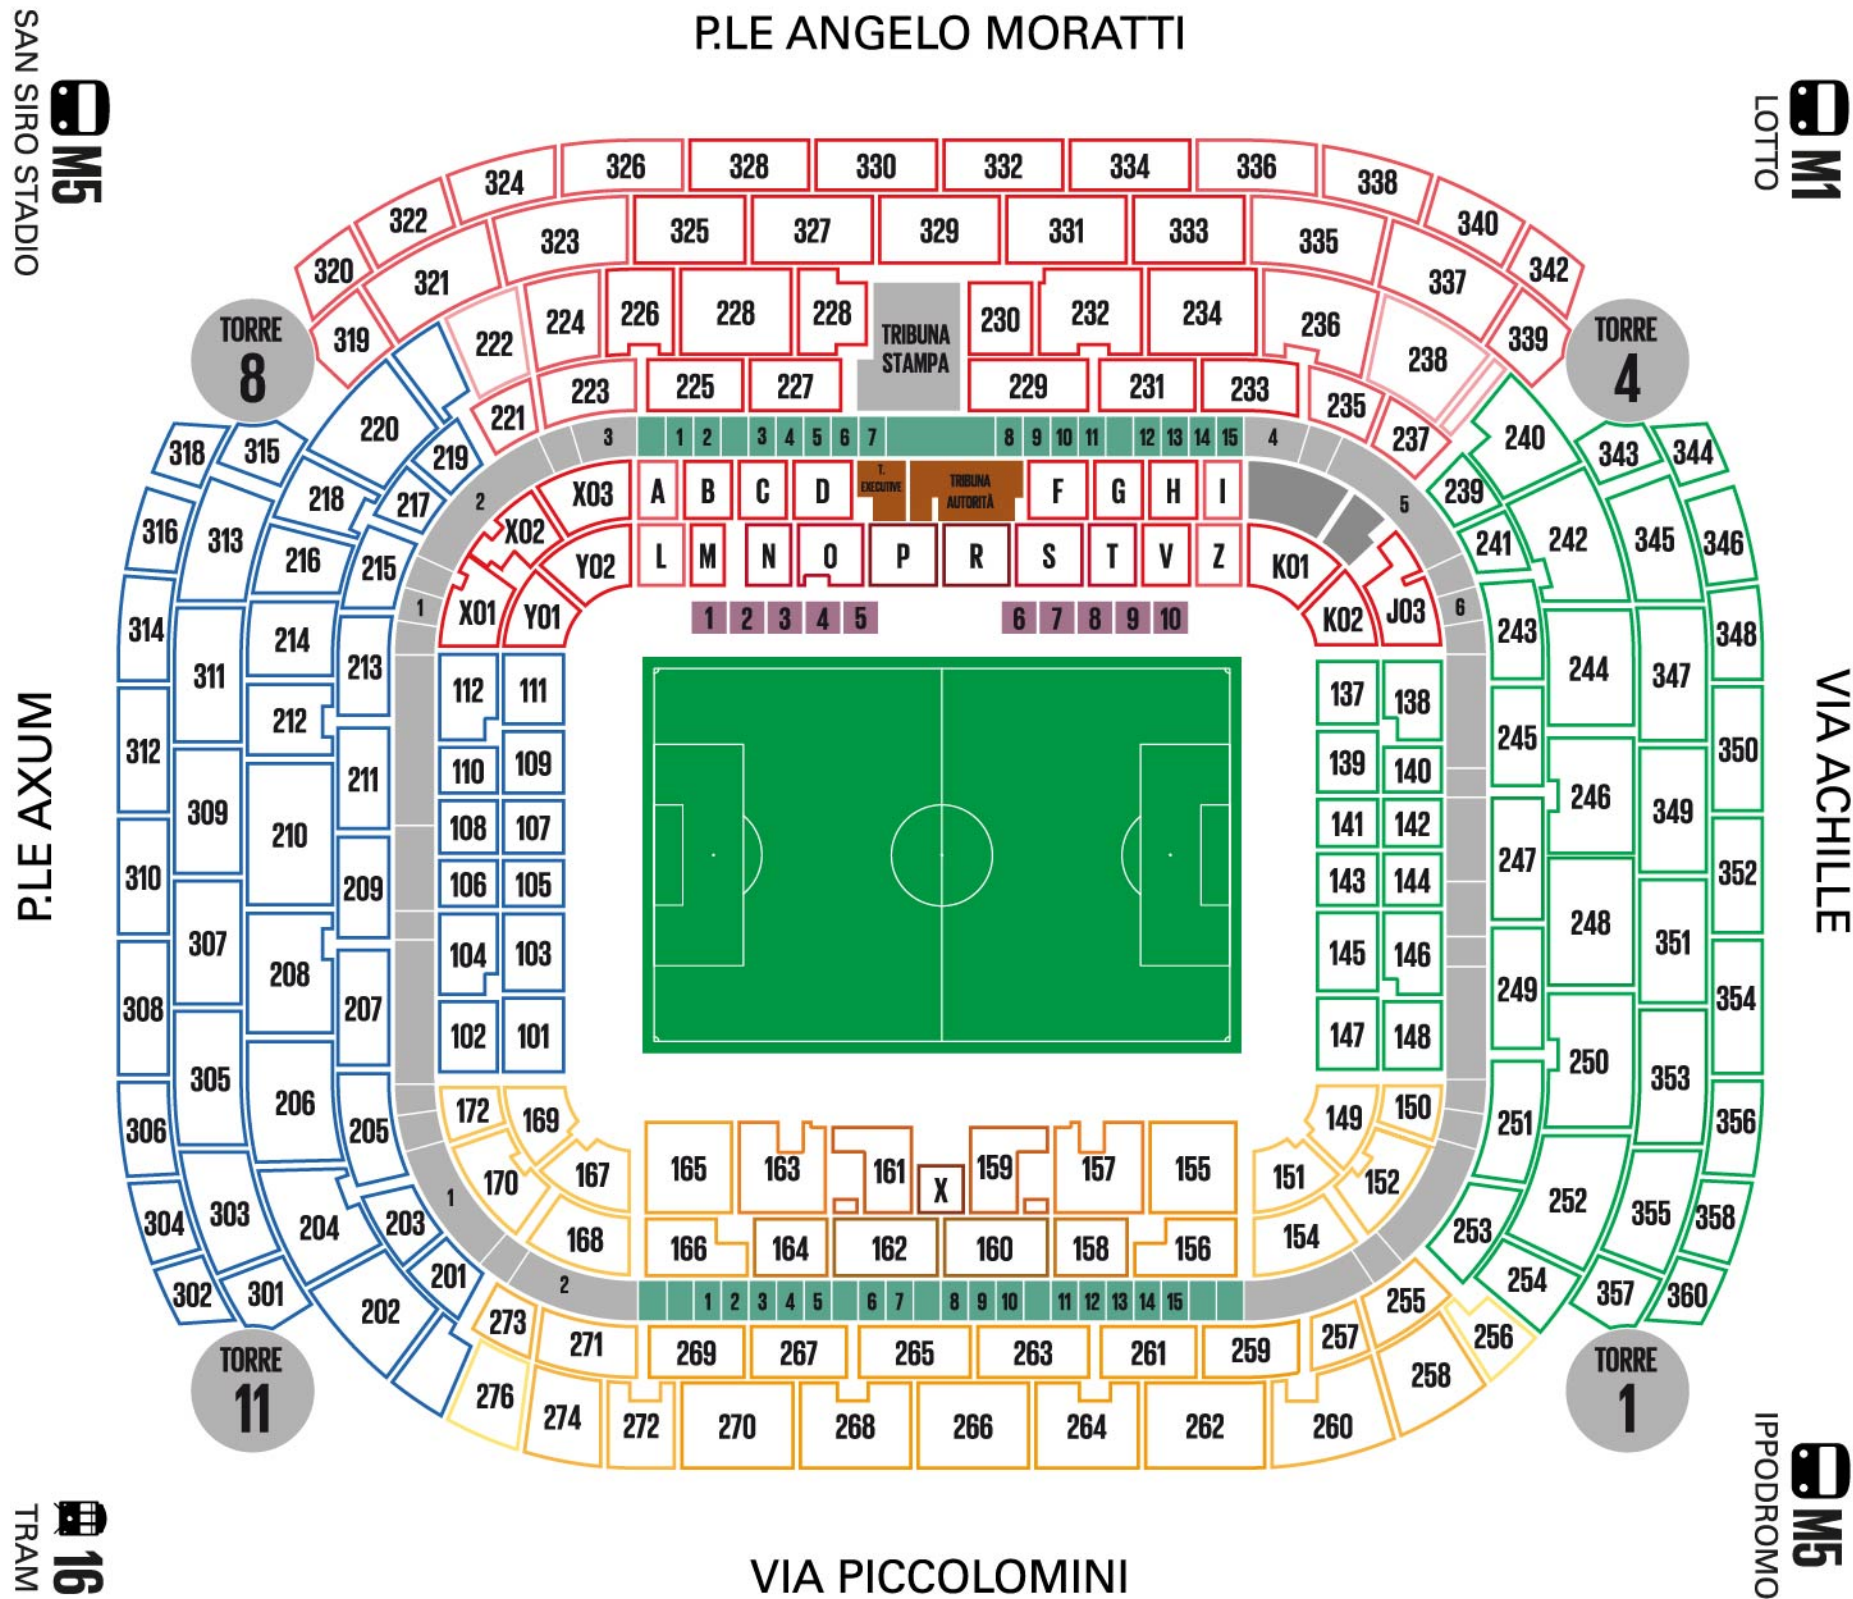 P.LE ANGELO MORATTI
SAN SIRO STADIO
M5
LOTTO
M1
326 328 330 332 334 336
324 338
322 340
320 342
323 325 327 329 331 333 335
321 337
319 339
222 224 226 228 228 TRIBUNA STAMPA 230 232 234 236 238
221 223 225 227 229 231 233 235 237
TORRE 8
TORRE 4
3 1 2 3 4 5 6 7 8 9 10 11 12 13 14 15 4
2 5
1 6
X03 A B C D T. EXECUTIVE TRIBUNA AUTORITÀ F G H I
X02 Y02 L M N O P R S T V Z K01
X01 Y01 K02 J03
1 2 3 4 5 6 7 8 9 10
220 219
318 315 218 217
316 313 216 215
314 311 214 213
312 309 212 211
310 307 210 209
308 305 208 207
306 303 206 205
304 204 203
302 301 202 201
240 343 344
239 242 345 346
241
243 244 347 348
245 246 349 350
247 248 351 352
249 250 353 354
251 252 355 356
253 254 357 358
360
112 111
110 109
108 107
106 105
104 103
102 101
137 138
139 140
141 142
143 144
145 146
147 148
P.LE AXUM
VIA ACHILLE
172 169 149 150
170 167 165 163 161 X 159 157 155 151 152
168 166 164 162 160 158 156 154
1
2 1 2 3 4 5 6 7 8 9 10 11 12 13 14 15
273 271 269 267 265 263 261 259 257 255
276 274 272 270 268 266 264 262 260 258 256
TORRE 11
TORRE 1
16
TRAM
M5
IPPODROMO
VIA PICCOLOMINI